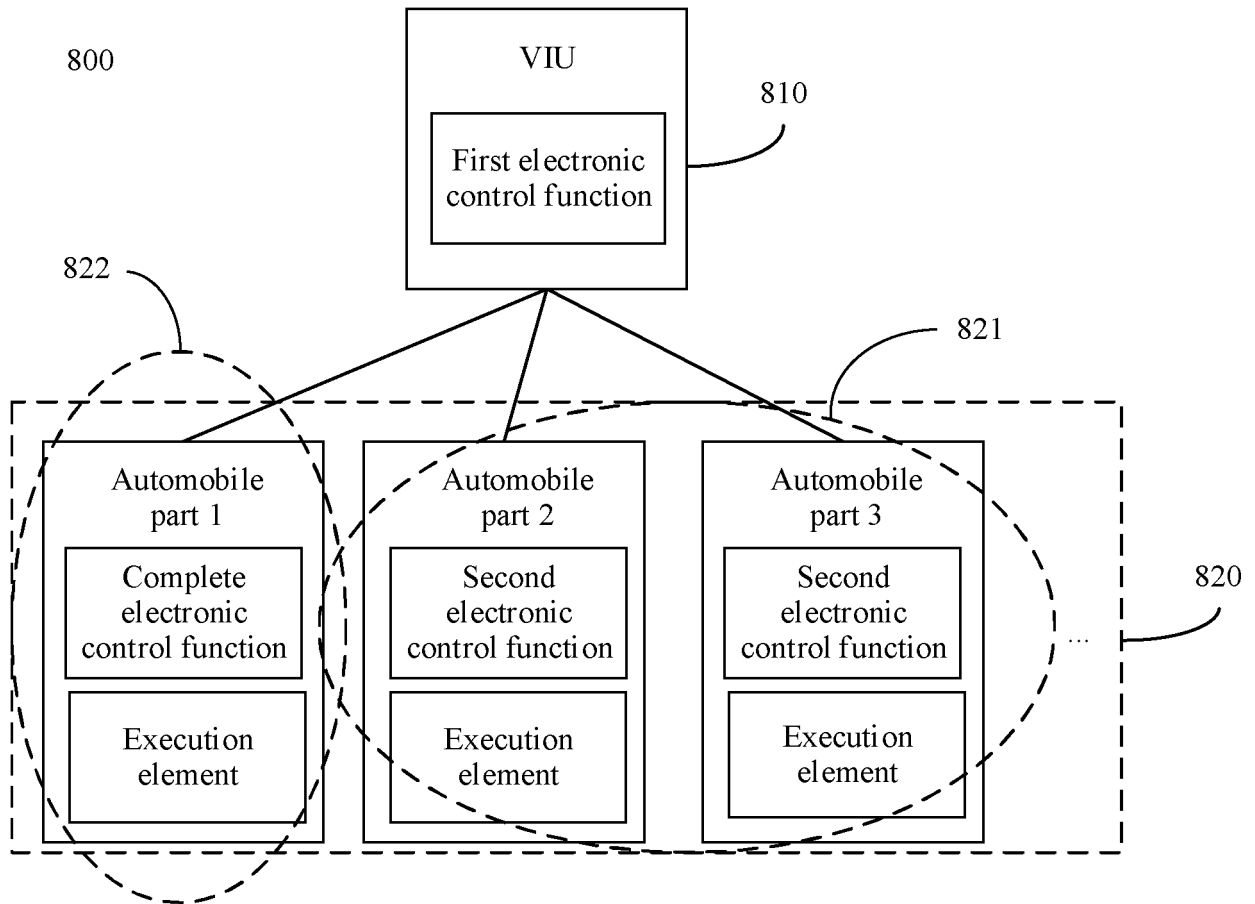 800
VIU
810
First electronic
control function
822
821
Automobile
part 1
Automobile
part 2
Automobile
part 3
Complete
electronic
control function
Second
electronic
control function
Second
electronic
control function
...
820
Execution
element
Execution
element
Execution
element